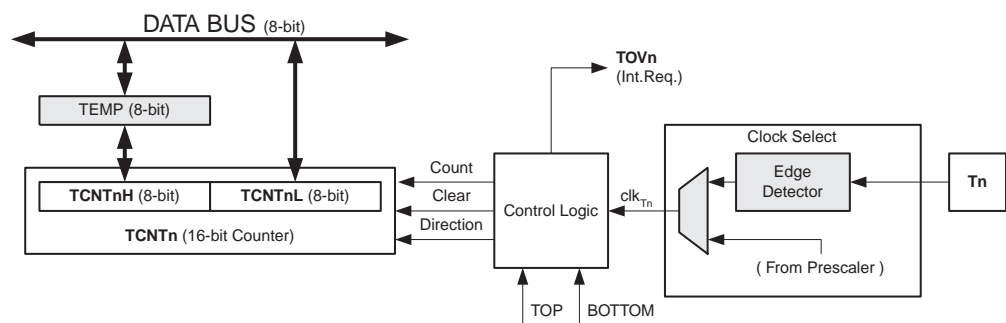 DATA BUS (8-bit)
TOVn
(Int.Req.)
TEMP (8-bit)
Clock Select
Count
Edge
Detector
Tn
TCNTnH (8-bit) TCNTnL (8-bit)
Clear
Control Logic
clkTn
TCNTn (16-bit Counter)
Direction
( From Prescaler )
TOP
BOTTOM